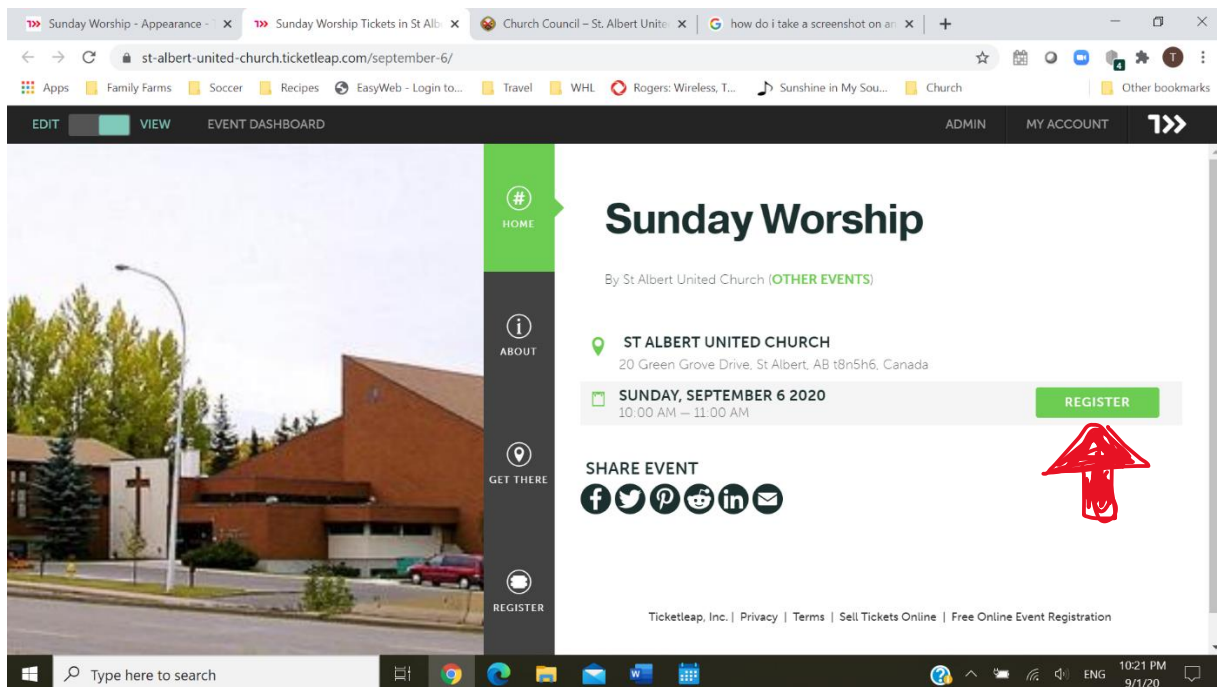 Sunday Worship - Appearance -
Sunday Worship Tickets in St Alb
Church Council – St. Albert Unite
how do i take a screenshot on an
st-albert-united-church.ticketleap.com/september-6/
4
T
Apps
Family Farms
Soccer
Recipes
EasyWeb - Login to...
Travel
WHL
Rogers: Wireless, T...
Sunshine in My Sou...
Church
Other bookmarks
EDIT
VIEW
EVENT DASHBOARD
ADMIN
MY ACCOUNT
#
HOME
ABOUT
GET THERE
REGISTER
Sunday Worship
By St Albert United Church (OTHER EVENTS)
ST ALBERT UNITED CHURCH
20 Green Grove Drive, St Albert, AB t8n5h6, Canada
SUNDAY, SEPTEMBER 6 2020
10:00 AM — 11:00 AM
REGISTER
SHARE EVENT
Ticketleap, Inc. | Privacy | Terms | Sell Tickets Online | Free Online Event Registration
Type here to search
ENG
10:21 PM
9/1/20